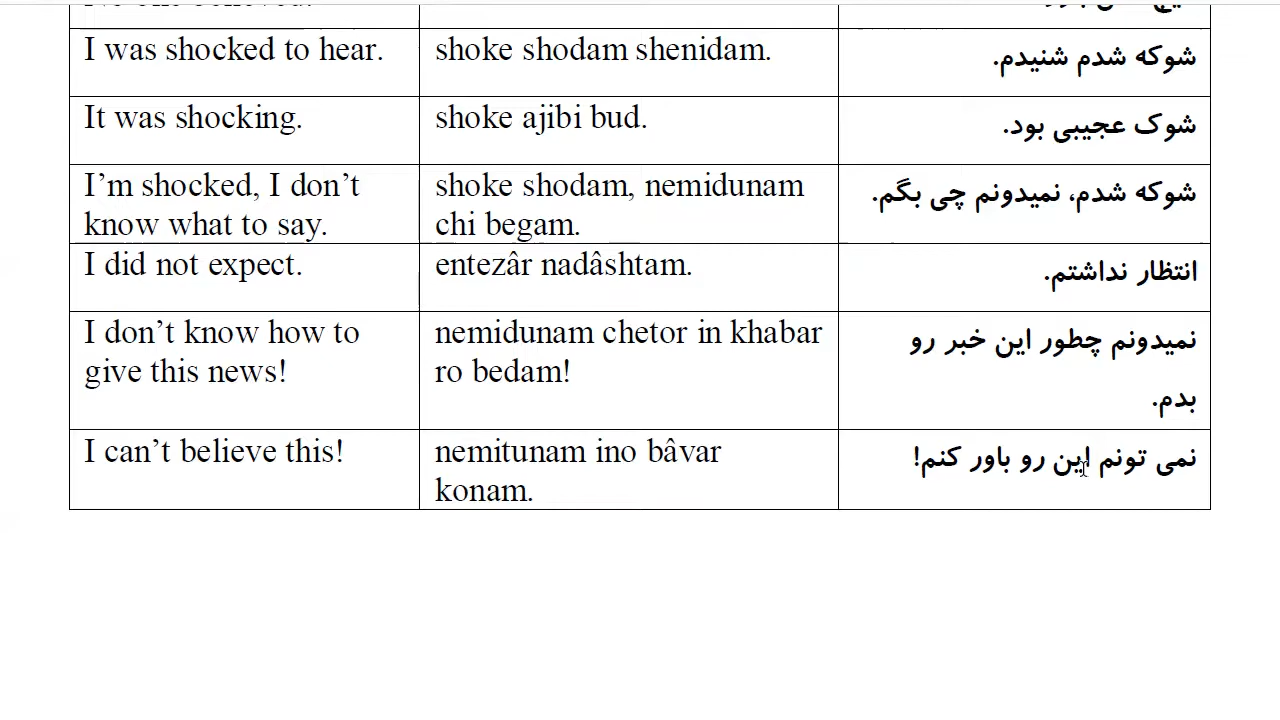 I was shocked to hear.
shoke shodam shenidam.
شوکه شدم شنیدم.
It was shocking.
shoke ajibi bud.
شوک عجیبی بود.
I’m shocked, I don’t
know what to say.
shoke shodam, nemidunam
chi begam.
شوکه شدم، نمیدونم چی بگم.
I did not expect.
entezâr nadâshtam.
انتظار نداشتم.
I don’t know how to
give this news!
nemidunam chetor in khabar
ro bedam!
نمیدونم چطور این خبر رو
بدم.
I can’t believe this!
nemitunam ino bâvar
konam.
نمی تونم این رو باور کنم!